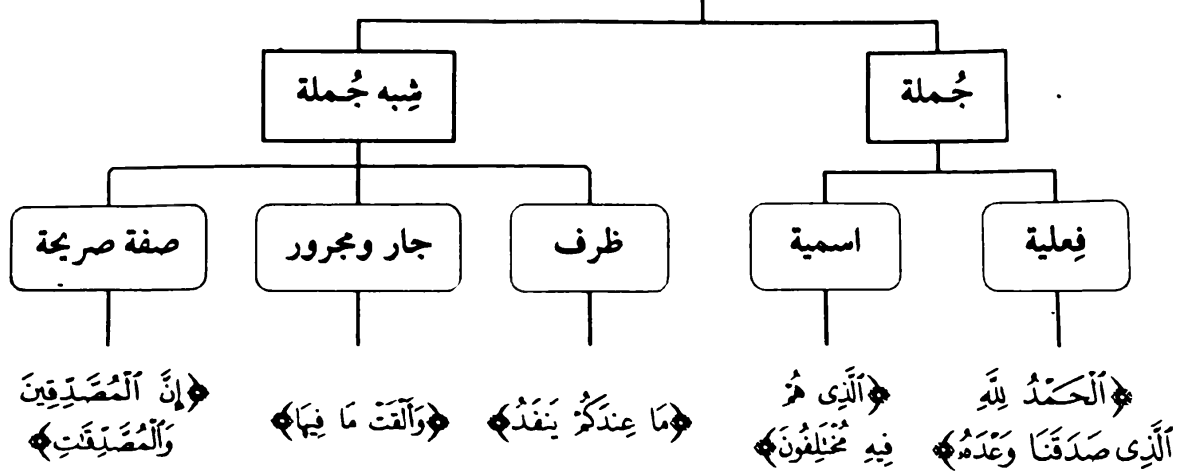 جُملة
شِبه جُملة
فِعلية
اسمية
ظرف
جار ومجرور
صفة صريحة
﴿ٱلْحَمْدُ لِلَّهِ
ٱلَّذِى صَدَقَنَا وَعْدَهُۥ﴾
﴿ٱلَّذِى هُمْ
فِيهِ مُخْتَلِفُونَ﴾
﴿مَا عِندَكُمْ يَنفَدُ﴾
﴿وَأَلْقَتْ مَا فِيهَا﴾
﴿إِنَّ ٱلْمُصَّدِّقِينَ
وَٱلْمُصَّدِّقَٰتِ﴾